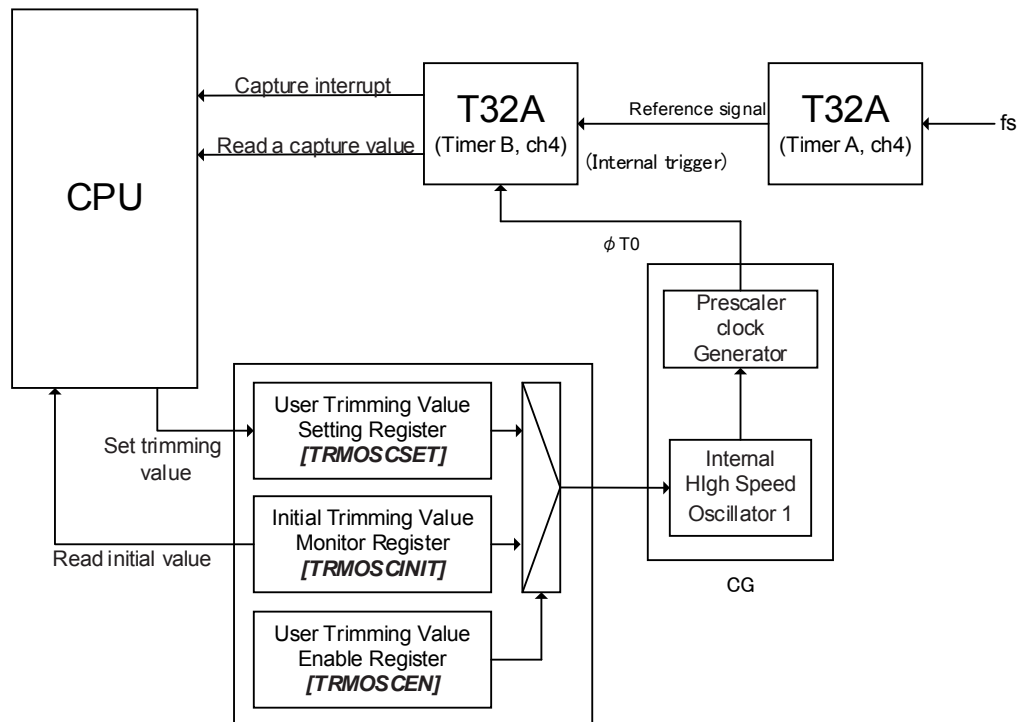 CPU
Capture interrupt
Read a capture value
T32A
(Timer B, ch4)
Reference signal
(Internal trigger)
T32A
(Timer A, ch4)
fs
ϕ T0
Prescaler
clock
Generator
Internal
HIgh Speed
Oscillator 1
CG
Set trimming
value
Read initial value
User Trimming Value
Setting Register
[TRMOSCSET]
Initial Trimming Value
Monitor Register
[TRMOSCINIT]
User Trimming Value
Enable Register
[TRMOSCEN]